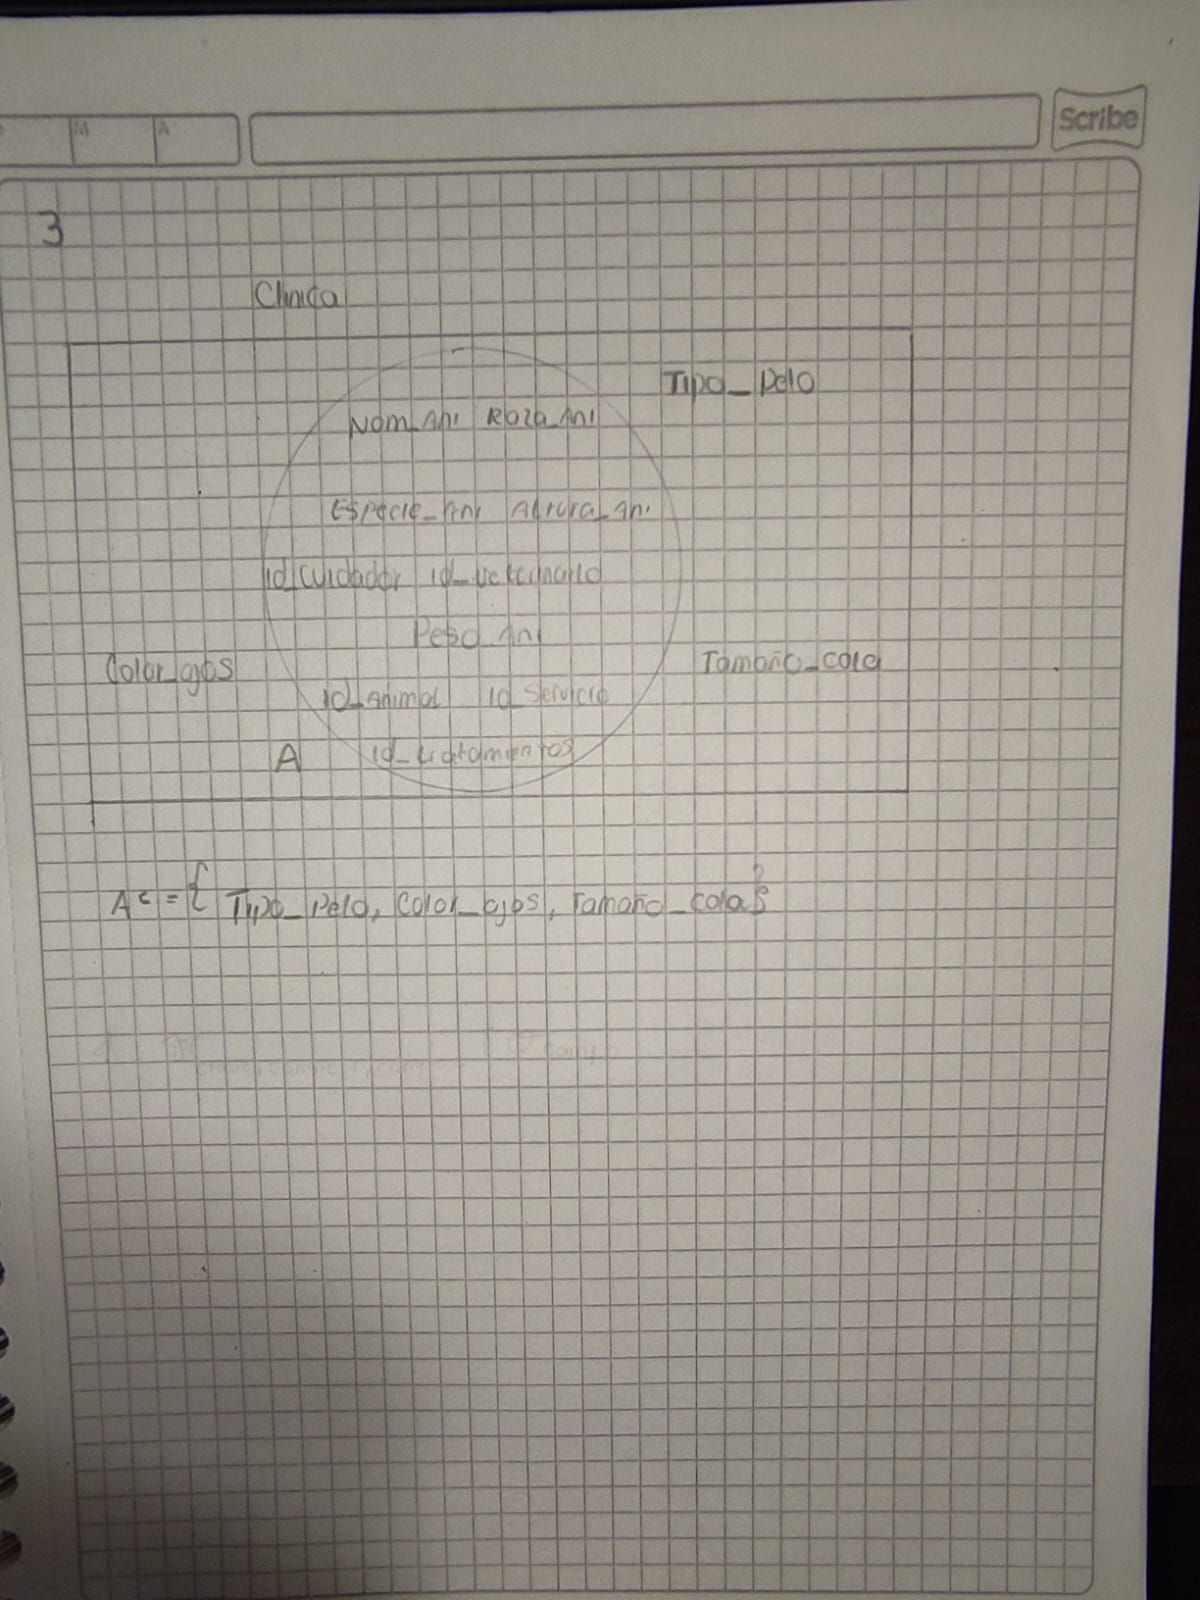 M A
Scribe
3
Clinica
Tipo_pelo
Nom_Ani Raza_Ani
Especie_Ani Altura_Ani
id_cuidador id_veterinario
Peso_Ani
Color_ojos Tamaño_cola
id_animal id_servicio
A id_tratamientos
Aᶜ = { Tipo_pelo, Color_ojos, Tamaño_cola}